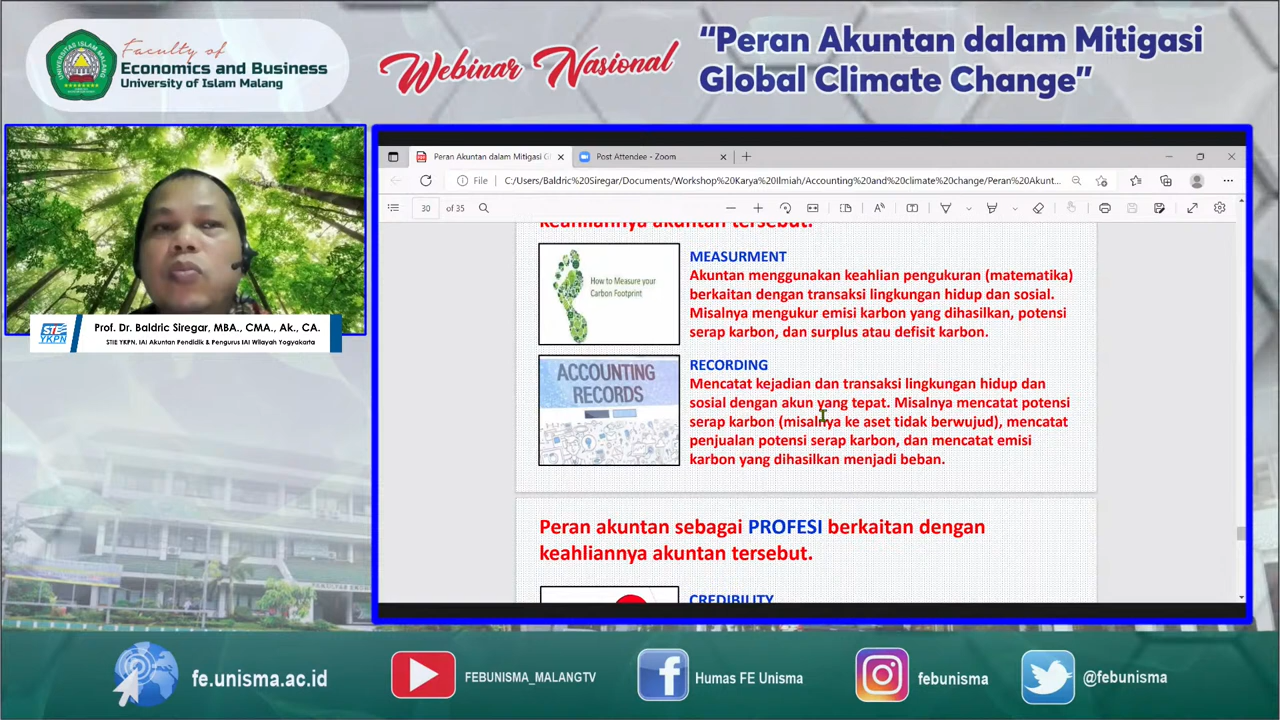 Faculty of
Economics and Business
University of Islam Malang
UNIVERSITAS ISLAM MALANG
Webinar Nasional
“Peran Akuntan dalam Mitigasi
Global Climate Change”
Peran Akuntan dalam Mitigasi Gl
Post Attendee - Zoom
File
C:/Users/Baldric%20Siregar/Documents/Workshop%20Karya%20Ilmiah/Accounting%20and%20climate%20change/Peran%20Akunt...
30
of 35
keahliannya akuntan tersebut.
How to Measure your
Carbon Footprint
MEASURMENT
Akuntan menggunakan keahlian pengukuran (matematika)
berkaitan dengan transaksi lingkungan hidup dan sosial.
Misalnya mengukur emisi karbon yang dihasilkan, potensi
serap karbon, dan surplus atau defisit karbon.
ACCOUNTING
RECORDS
RECORDING
Mencatat kejadian dan transaksi lingkungan hidup dan
sosial dengan akun yang tepat. Misalnya mencatat potensi
serap karbon (misalnya ke aset tidak berwujud), mencatat
penjualan potensi serap karbon, dan mencatat emisi
karbon yang dihasilkan menjadi beban.
Peran akuntan sebagai PROFESI berkaitan dengan
keahliannya akuntan tersebut.
CREDIBILITY
STIE
YKPN
Prof. Dr. Baldric Siregar, MBA., CMA., Ak., CA.
STIE YKPN, IAI Akuntan Pendidik & Pengurus IAI Wilayah Yogyakarta
fe.unisma.ac.id
FEBUNISMA_MALANGTV
Humas FE Unisma
febunisma
@febunisma